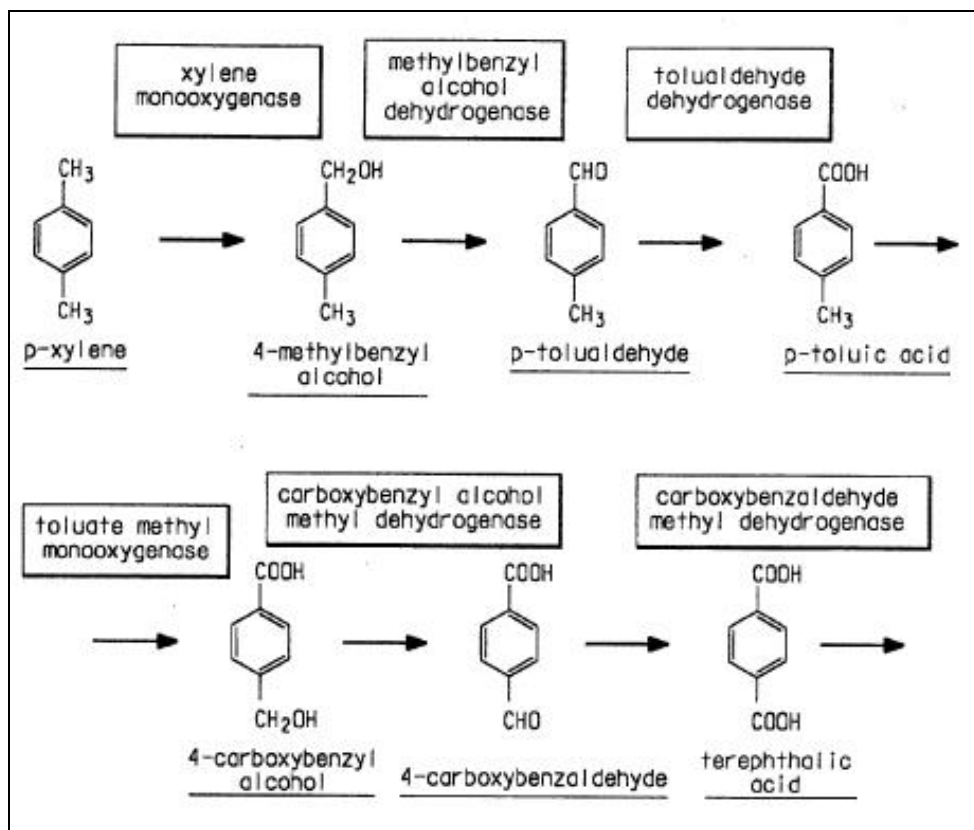 xylene
monooxygenase
methylbenzyl
alcohol
dehydrogenase
tolualdehyde
dehydrogenase
CH3
CH2OH
CHO
COOH
CH3
CH3
CH3
CH3
p-xylene
4-methylbenzyl
alcohol
p-tolualdehyde
p-toluic acid
toluate methyl
monooxygenase
carboxybenzyl alcohol
methyl dehydrogenase
carboxybenzaldehyde
methyl dehydrogenase
COOH
COOH
COOH
CH2OH
CHO
COOH
4-carboxybenzyl
alcohol
4-carboxybenzaldehyde
terephthalic
acid